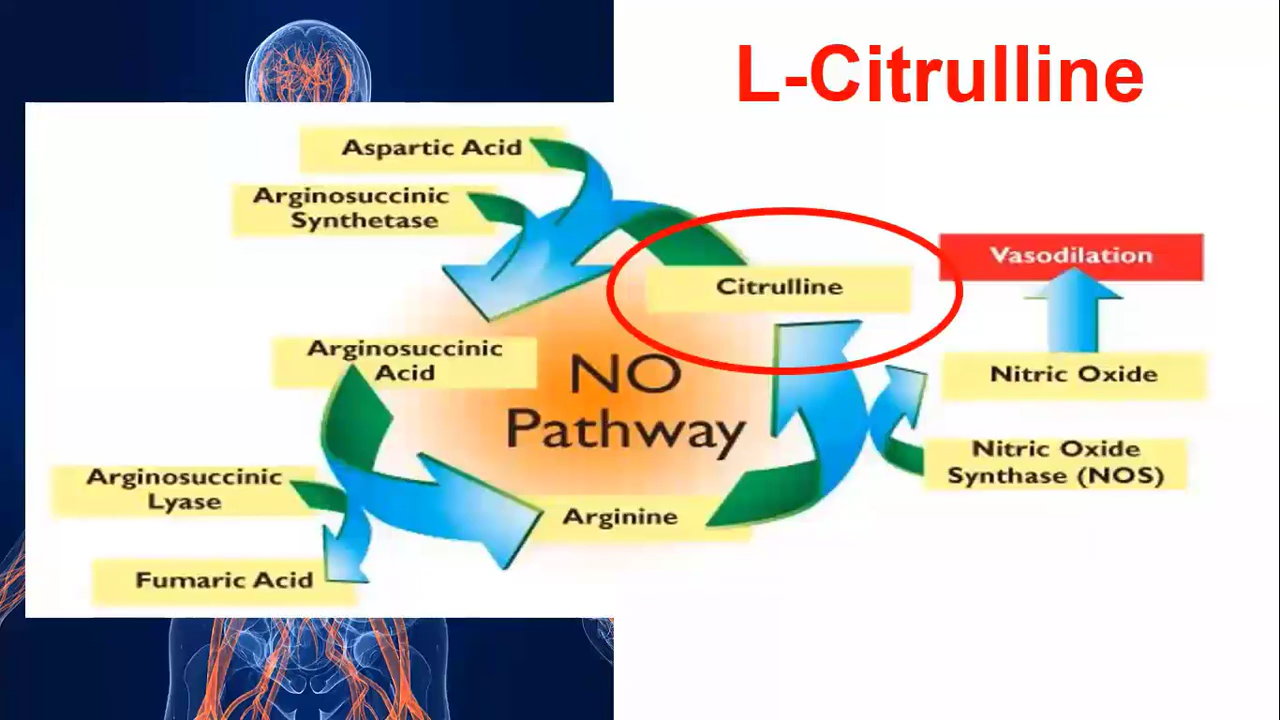 L-Citrulline
Aspartic Acid
Arginosuccinic
Synthetase
Citrulline
Vasodilation
Arginosuccinic
Acid
NO
Pathway
Nitric Oxide
Nitric Oxide
Synthase (NOS)
Arginosuccinic
Lyase
Arginine
Fumaric Acid